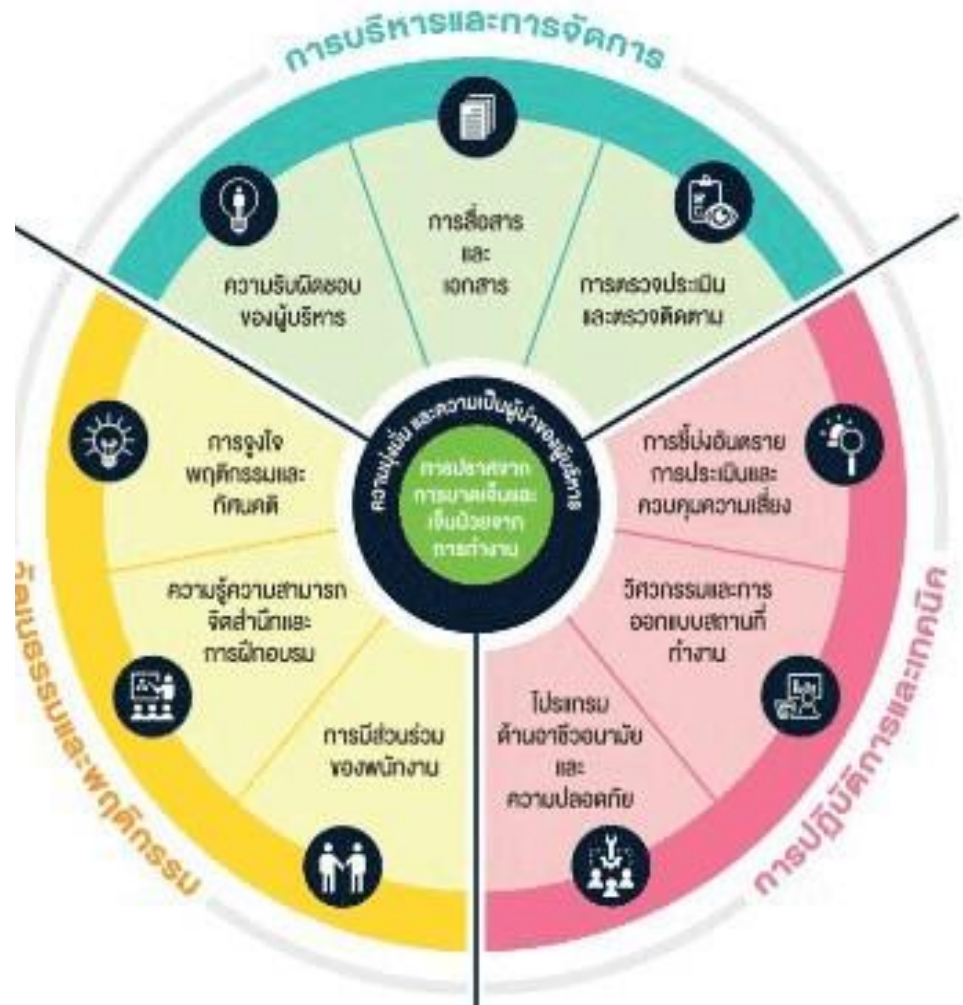 การบริหารและการจัดการ
การสื่อสาร
และ
เอกสาร
ความรับผิดชอบ
ของผู้บริหาร
การตรวจประเมิน
และตรวจติดตาม
ความมุ่งมั่น และความเป็นผู้นำของผู้บริหาร
การปราศจาก
การบาดเจ็บและ
เจ็บป่วยจาก
การทำงาน
การจูงใจ
พฤติกรรมและ
ทัศนคติ
การชี้บ่งอันตราย
การประเมินและ
ควบคุมความเสี่ยง
ความรู้ความสามารถ
จิตสำนึกและ
การฝึกอบรม
วิศวกรรมและการ
ออกแบบสถานที่
ทำงาน
การมีส่วนร่วม
ของพนักงาน
โปรแกรม
ด้านอาชีวอนามัย
และ
ความปลอดภัย
วัฒนธรรมและพฤติกรรม
การปฏิบัติการและเทคนิค